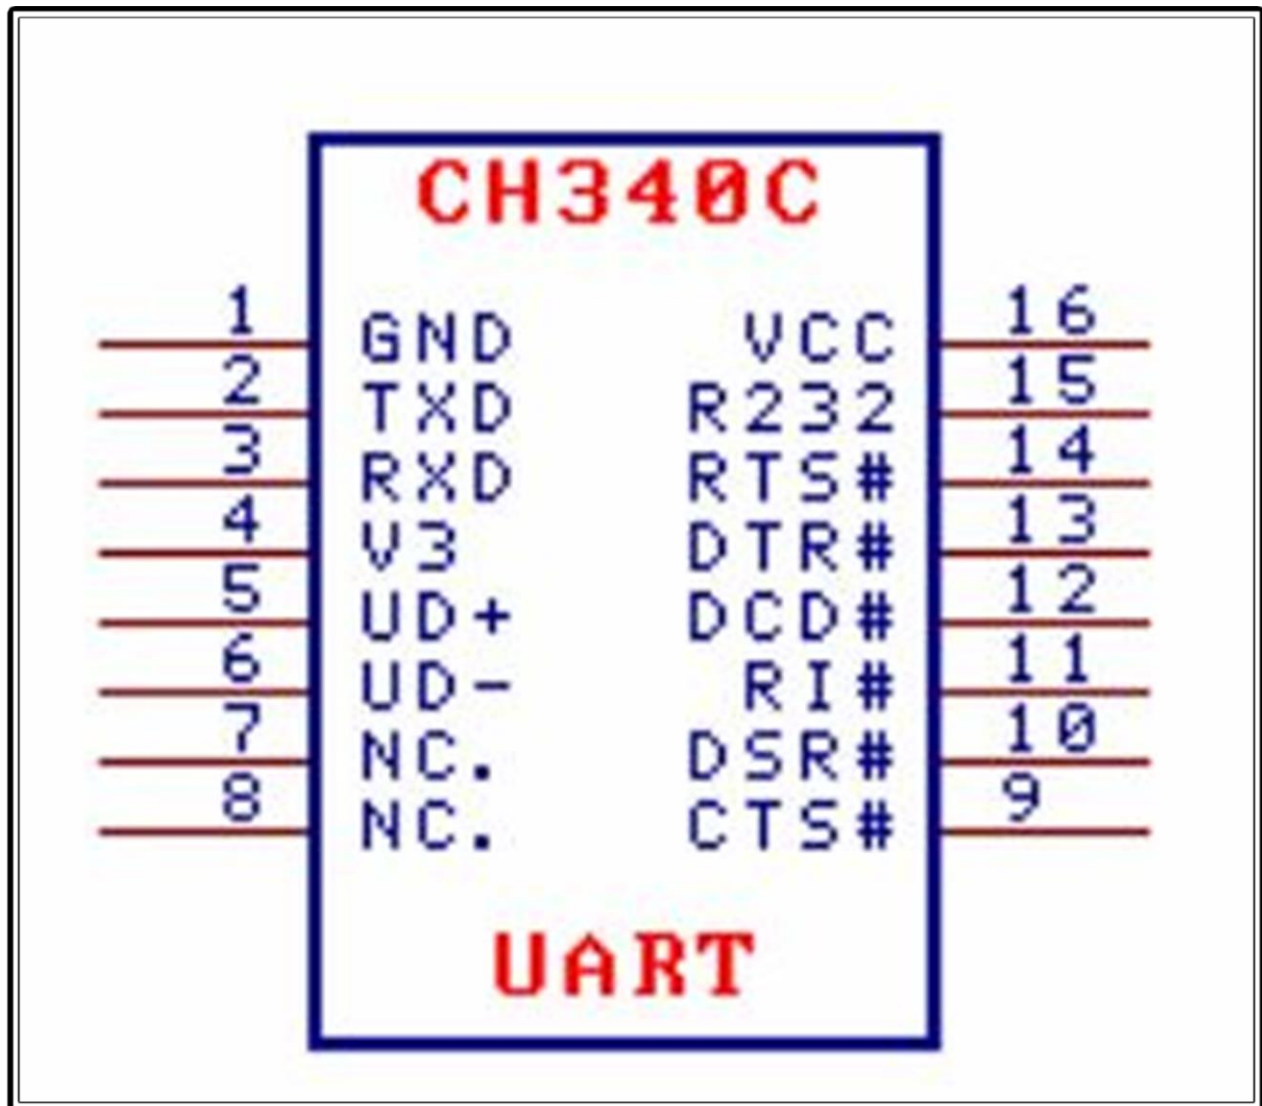 CH340C
1 GND VCC 16
2 TXD R232 15
3 RXD RTS# 14
4 V3 DTR# 13
5 UD+ DCD# 12
6 UD- RI# 11
7 NC. DSR# 10
8 NC. CTS# 9
UART